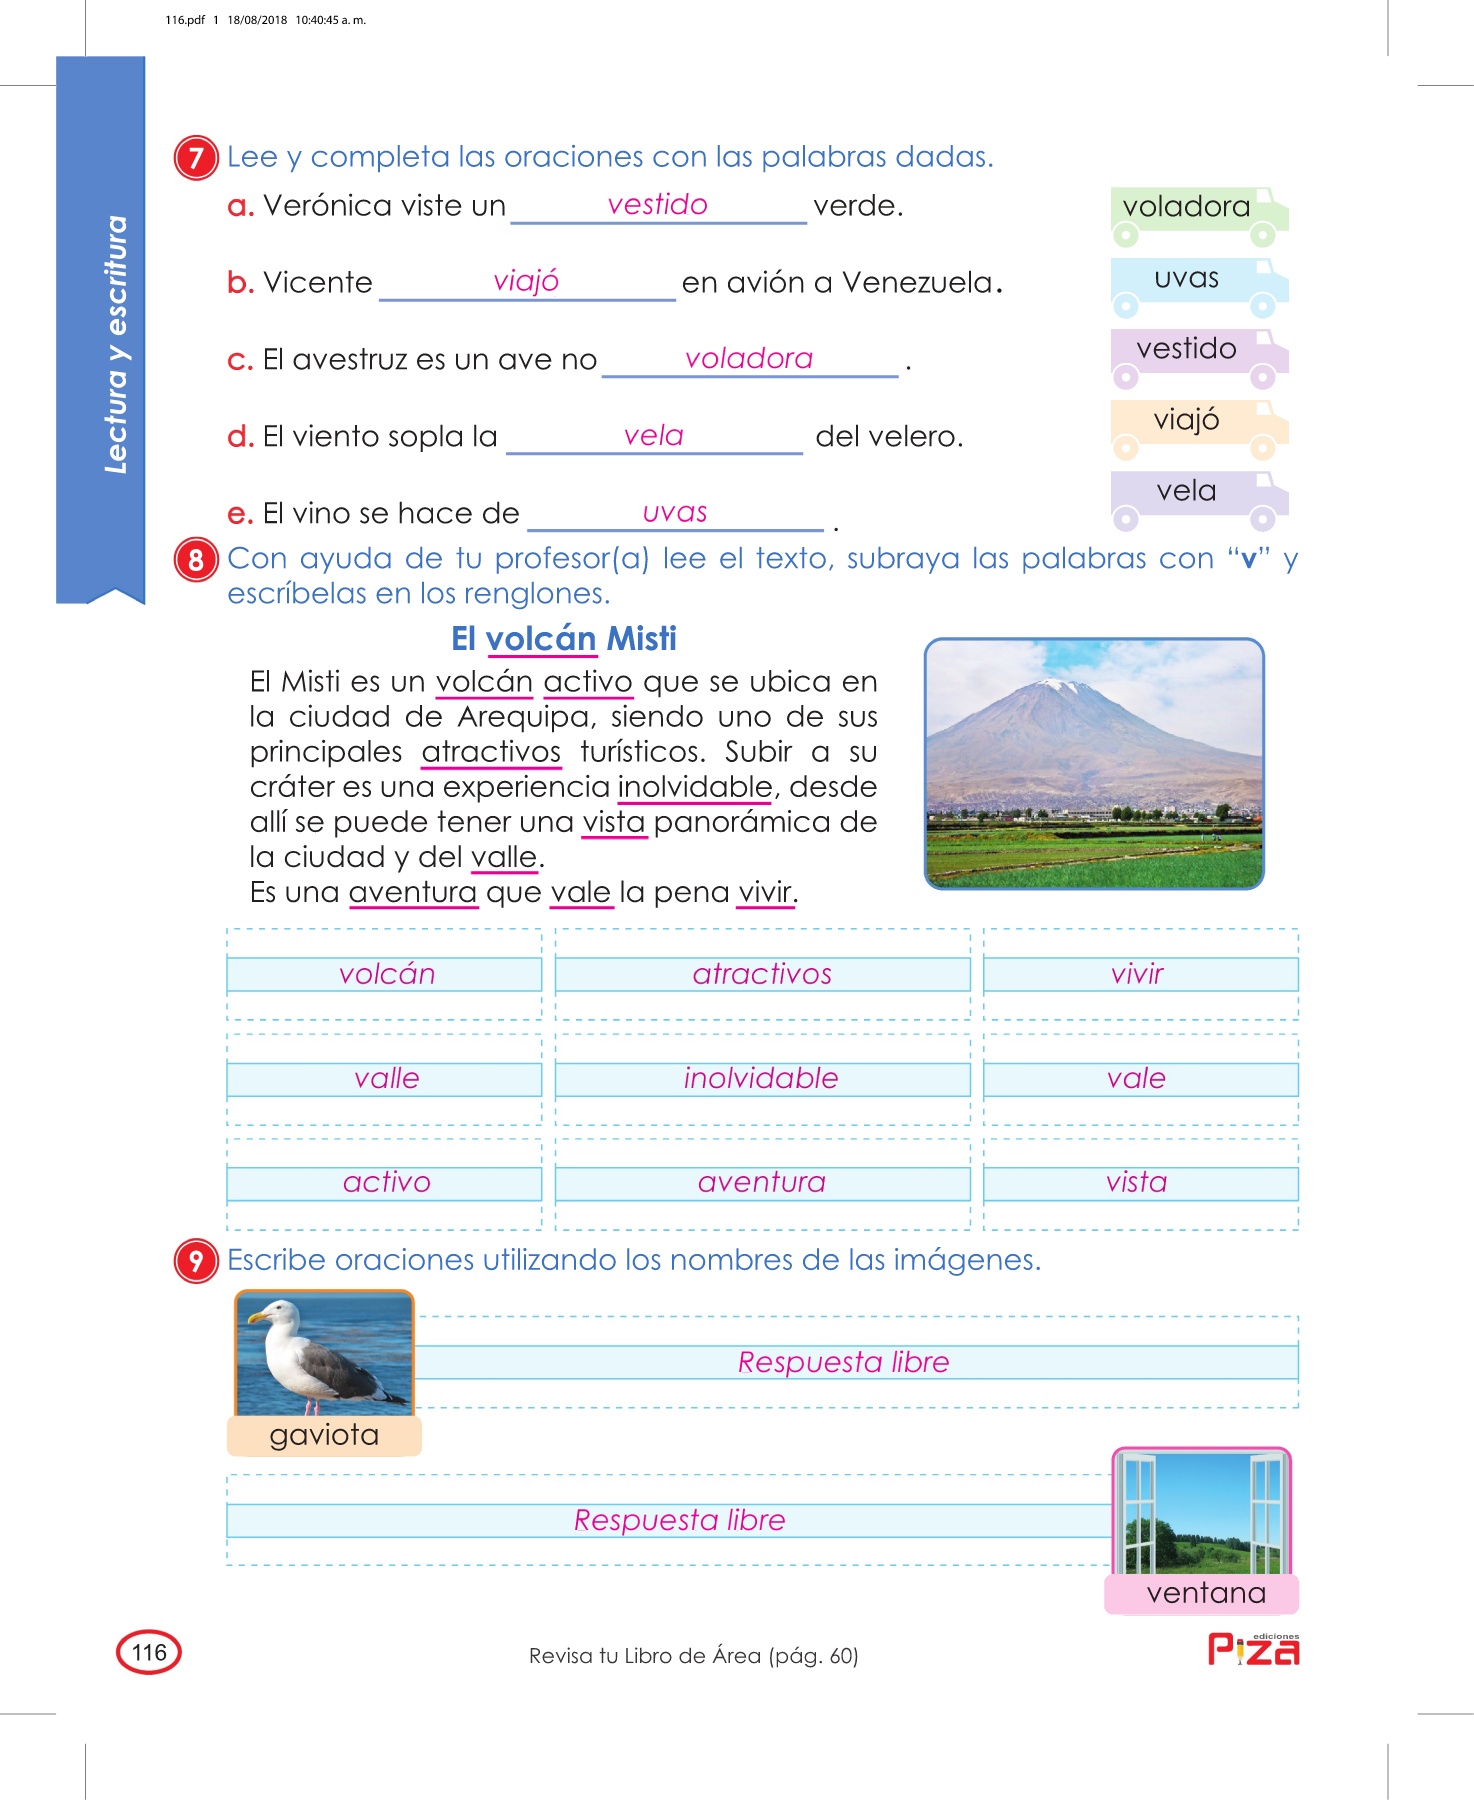 116.pdf 1 18/08/2018 10:40:45 a. m.
Lectura y escritura
7 Lee y completa las oraciones con las palabras dadas.
a. Verónica viste un vestido verde.
b. Vicente viajó en avión a Venezuela.
c. El avestruz es un ave no voladora .
d. El viento sopla la vela del velero.
e. El vino se hace de uvas .
voladora
uvas
vestido
viajó
vela
8 Con ayuda de tu profesor(a) lee el texto, subraya las palabras con “v” y
escríbelas en los renglones.
El volcán Misti
El Misti es un volcán activo que se ubica en
la ciudad de Arequipa, siendo uno de sus
principales atractivos turísticos. Subir a su
cráter es una experiencia inolvidable, desde
allí se puede tener una vista panorámica de
la ciudad y del valle.
Es una aventura que vale la pena vivir.
volcán atractivos vivir
valle inolvidable vale
activo aventura vista
9 Escribe oraciones utilizando los nombres de las imágenes.
Respuesta libre
gaviota
Respuesta libre
ventana
116
Revisa tu Libro de Área (pág. 60)
ediciones
Piza